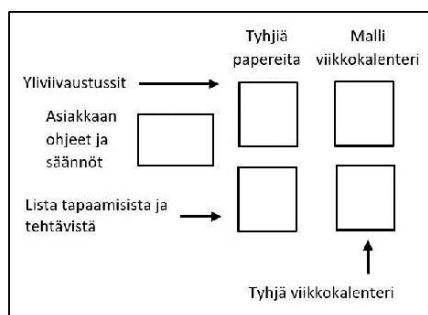 Tyhjiä
papereita
Malli
viikkokalenteri
Yliviivaustussit
Asiakkaan
ohjeet ja
säännöt
Lista tapaamisista ja
tehtävistä
Tyhjä viikkokalenteri